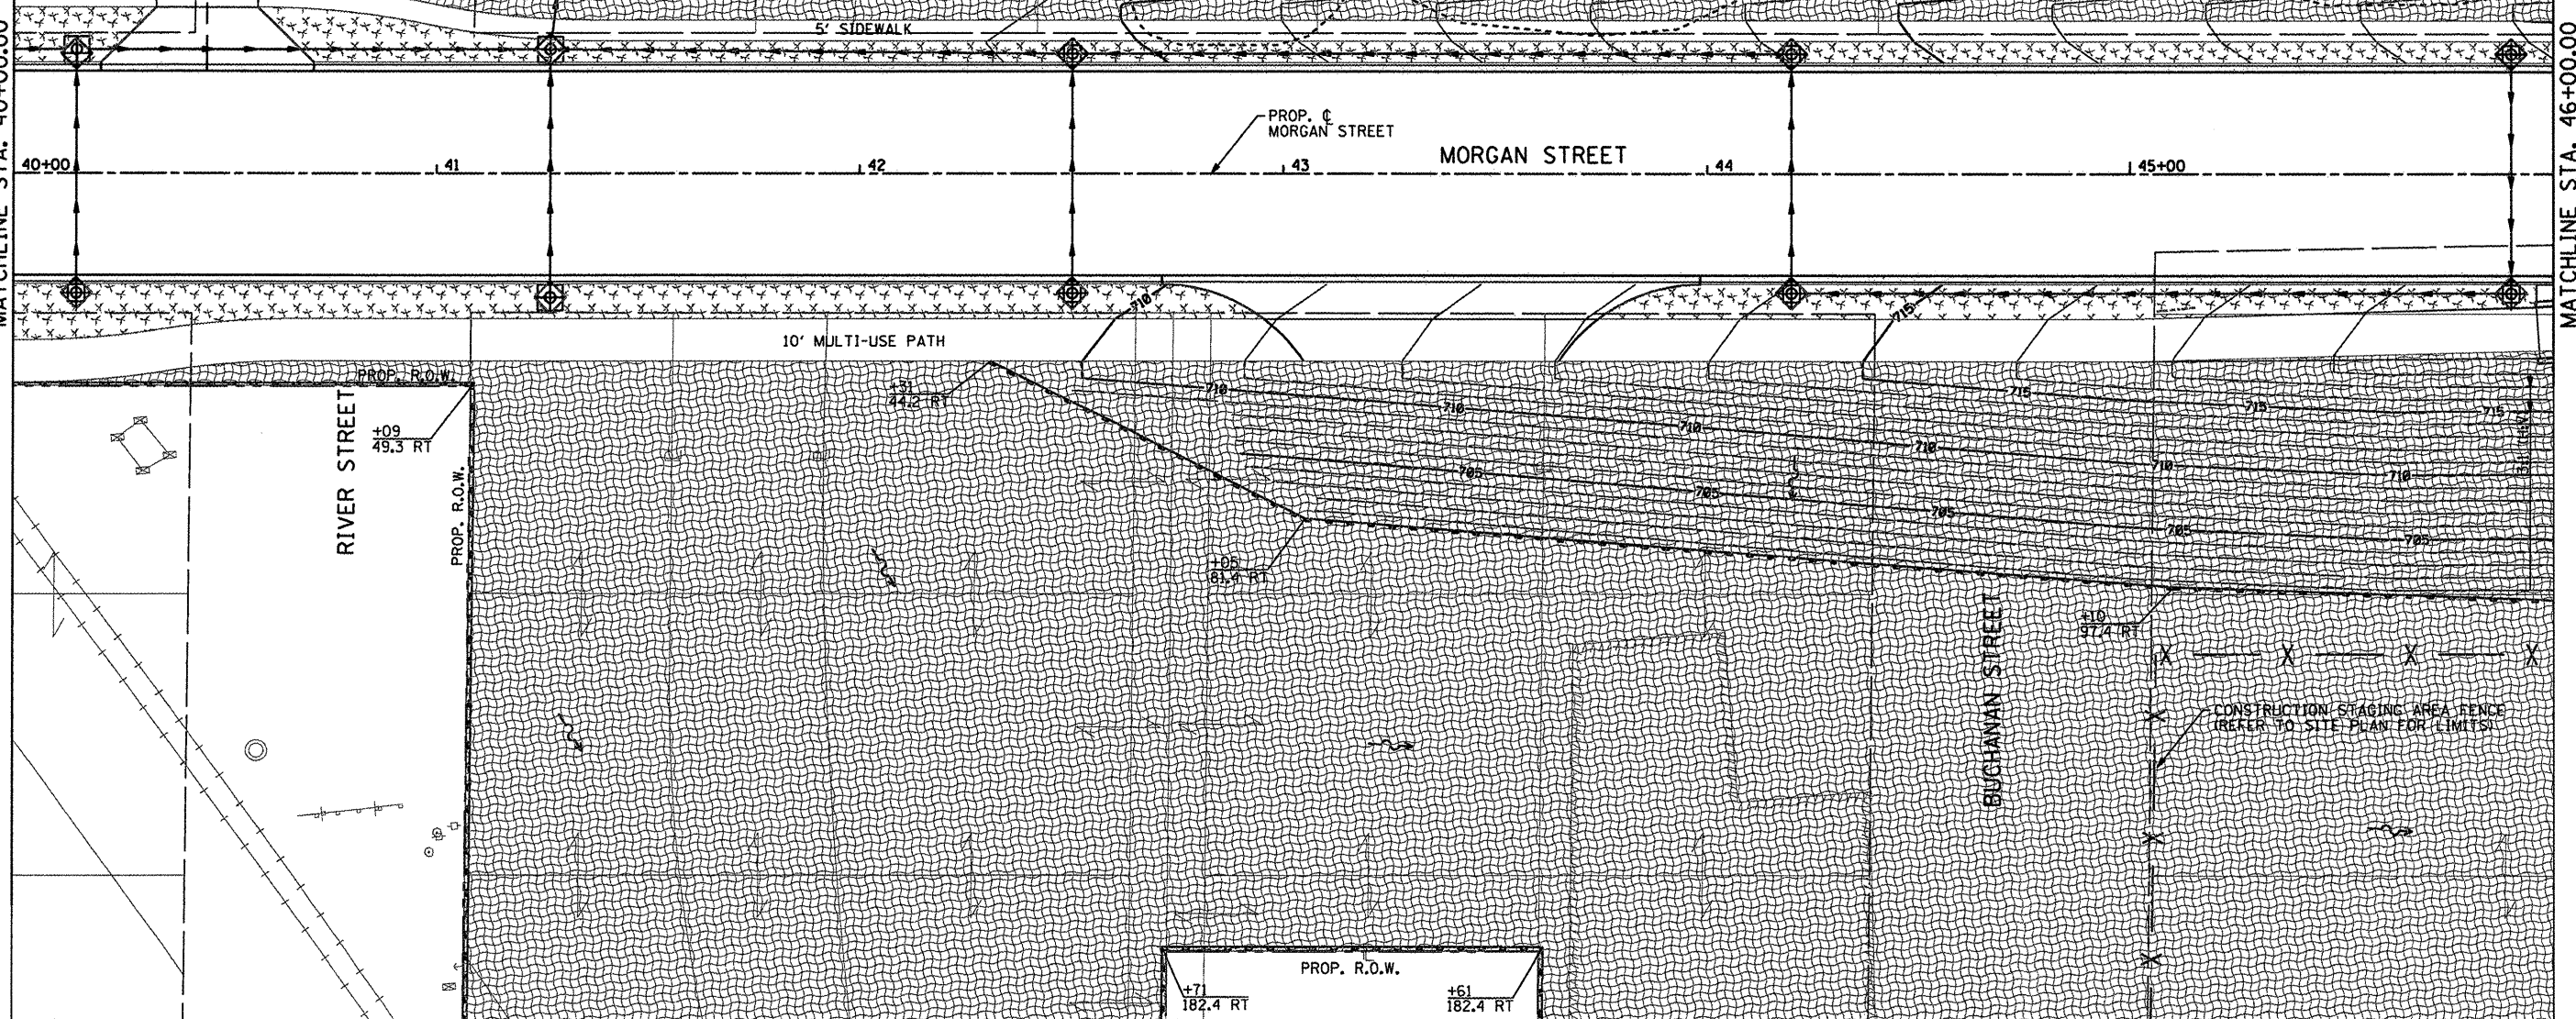 5' SIDEWALK
MATCHLINE STA. 40+00.00
MATCHLINE STA. 46+00.00
PROP. ℄
MORGAN STREET
MORGAN STREET
40+00
41
42
43
44
45+00
710
715
10' MULTI-USE PATH
PROP. R.O.W.
+31
44.2 RT
710
710
710
710
710
710
715
715
715
+09
49.3 RT
RIVER STREET
PROP. R.O.W.
705
705
705
705
705
3:1 (H:V)
+05
81.4 RT
BUCHANAN STREET
+10
97.4 RT
CONSTRUCTION STAGING AREA FENCE
(REFER TO SITE PLAN FOR LIMITS)
PROP. R.O.W.
+71
182.4 RT
+61
182.4 RT